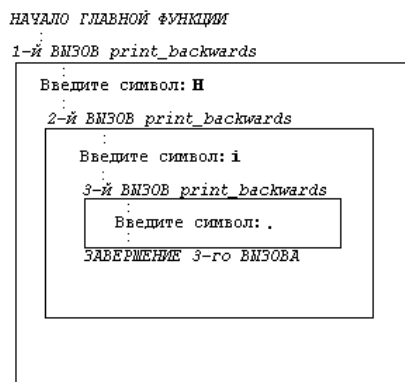 НАЧАЛО ГЛАВНОЙ ФУНКЦИИ
1-й ВЫЗОВ print_backwards
Введите символ: H
2-й ВЫЗОВ print_backwards
Введите символ: i
3-й ВЫЗОВ print_backwards
Введите символ: .
ЗАВЕРШЕНИЕ 3-го ВЫЗОВА